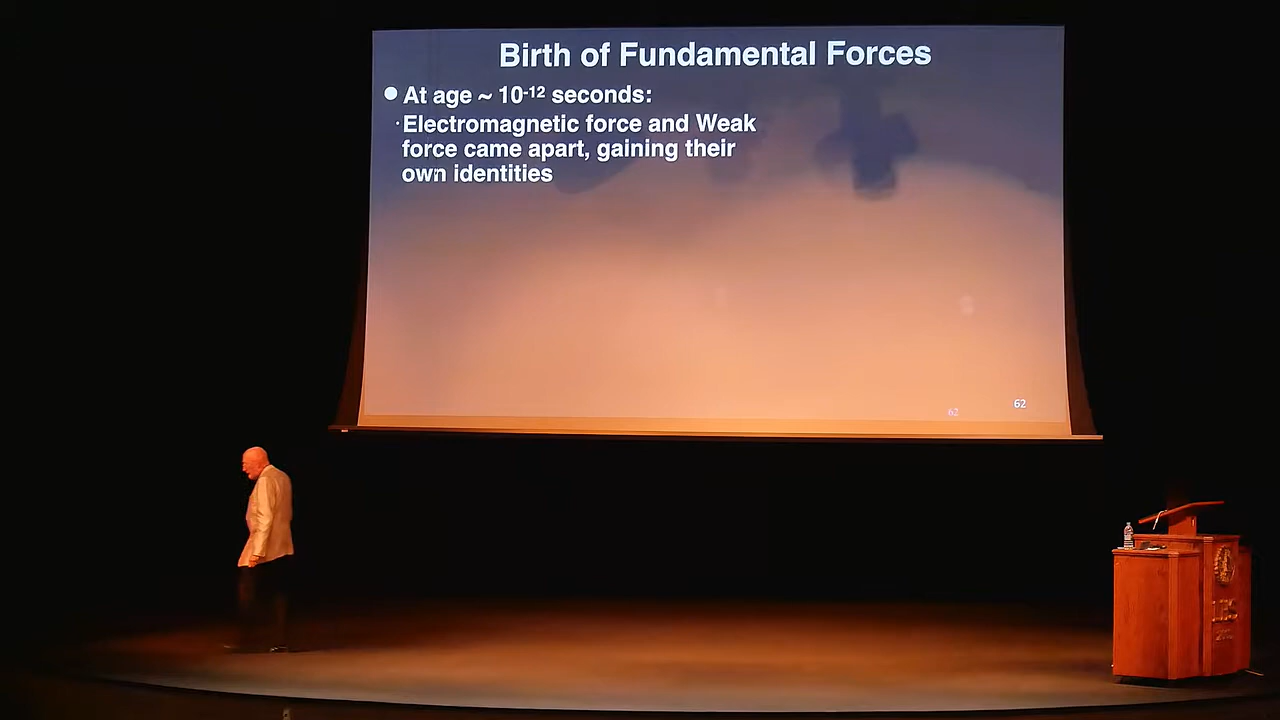 Birth of Fundamental Forces
● At age ~ 10⁻¹² seconds:
· Electromagnetic force and Weak
force came apart, gaining their
own identities
62
62